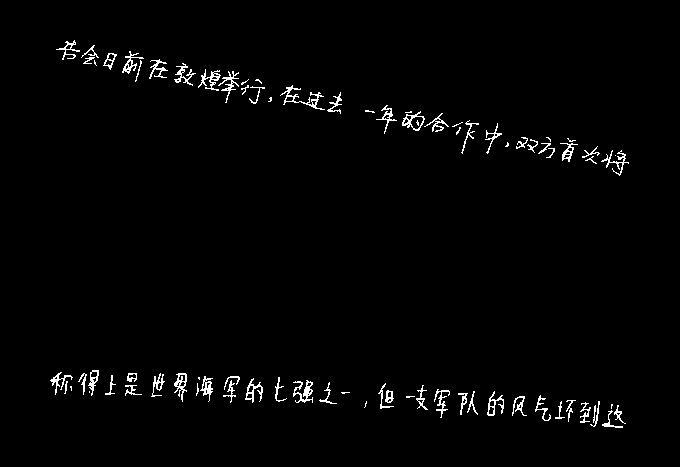 告会日前在敦煌举行，在过去一年的合作中，双方首次将
称得上是世界海军的七强之一，但一支军队的风气坏到这